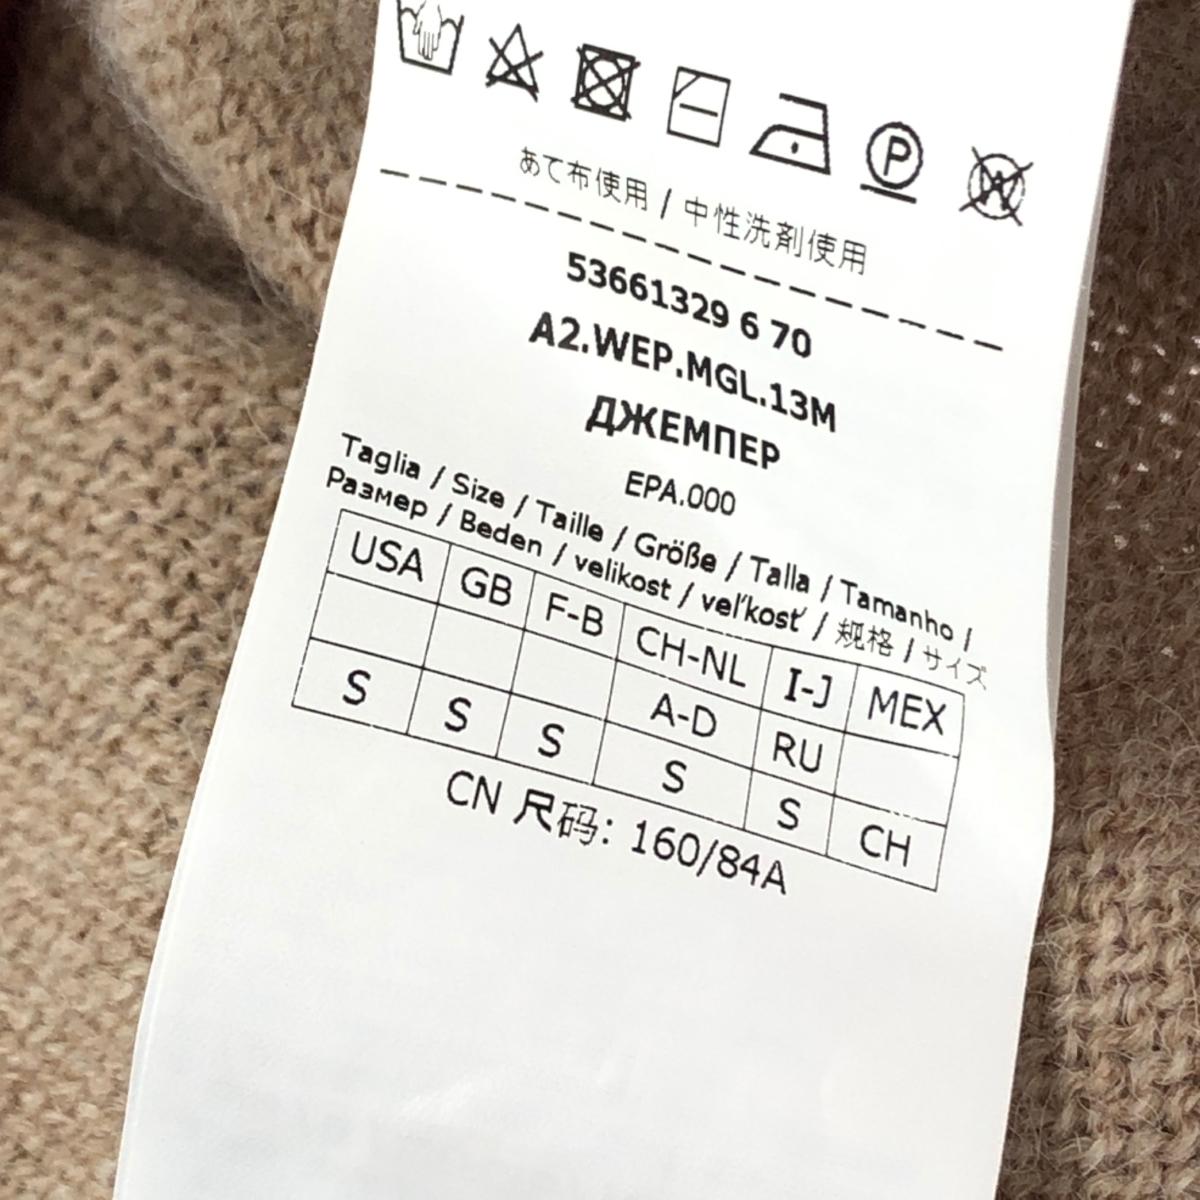 P W
あて布使用 / 中性洗剤使用
53661329 6 70
A2.WEP.MGL.13M
ДЖЕМПЕР
EPA.000
Taglia / Size / Taille / Größe / Talla / Tamanho /
Размер / Beden / velikost / veľkosť / 规格 / サイズ
USA GB F-B CH-NL I-J MEX
A-D RU
S S S S S CH
CN 尺码: 160/84A